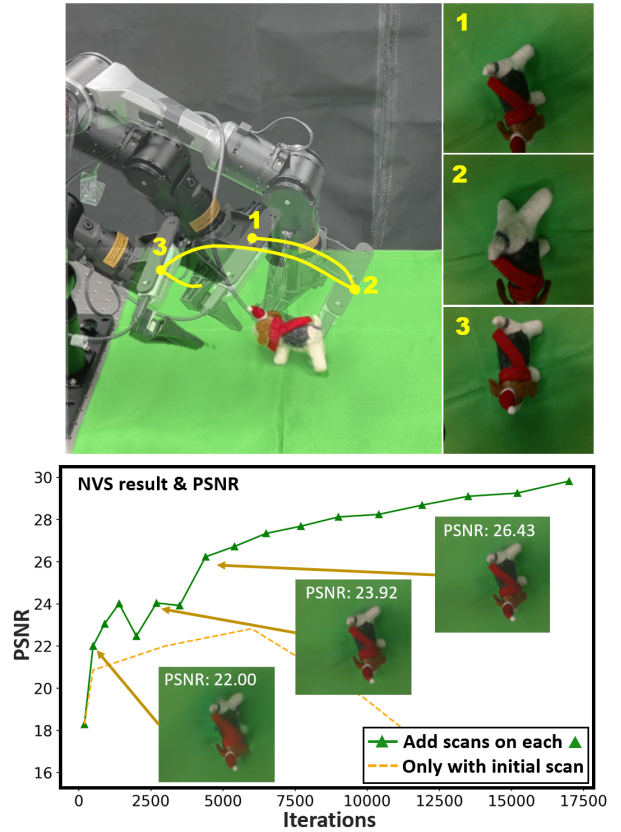 1
2
3
1
2
3
NVS result & PSNR
PSNR: 26.43
PSNR: 23.92
PSNR: 22.00
30
28
26
24
22
20
18
16
PSNR
0 2500 5000 7500 10000 12500 15000 17500
Iterations
Add scans on each
Only with initial scan